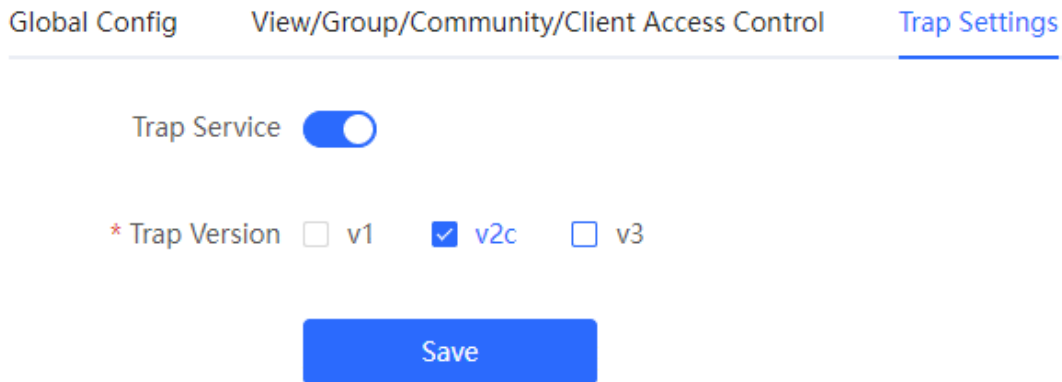 Global Config View/Group/Community/Client Access Control Trap Settings
Trap Service
* Trap Version v1 v2c v3
Save